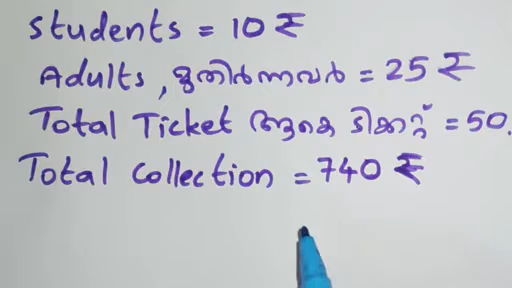 Students = 10 ₹
Adults, മുതിർന്നവർ = 25 ₹
Total Ticket ആകെ ടിക്കറ്റ് = 50.
Total Collection = 740 ₹